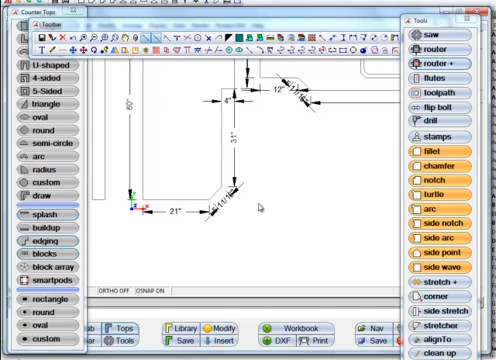 Counter Tops
Toolbar
Tools
U-shaped
4-sided
5-Sided
triangle
oval
round
semi-circle
arc
radius
custom
draw
splash
buildup
edging
blocks
block array
smartpods
rectangle
round
oval
custom
60"
4"
31"
12"
21"
X
Z
saw
router
router +
flutes
toolpath
flip bolt
drill
stamps
fillet
chamfer
notch
turtle
arc
side notch
side arc
side point
side wave
stretch +
corner
side stretch
stretcher
alignTo
clean up
ORTHO OFF
OSNAP ON
Tops
Library
Modify
Workbook
Nav
Tools
Save
Insert
DXF
Print
Save